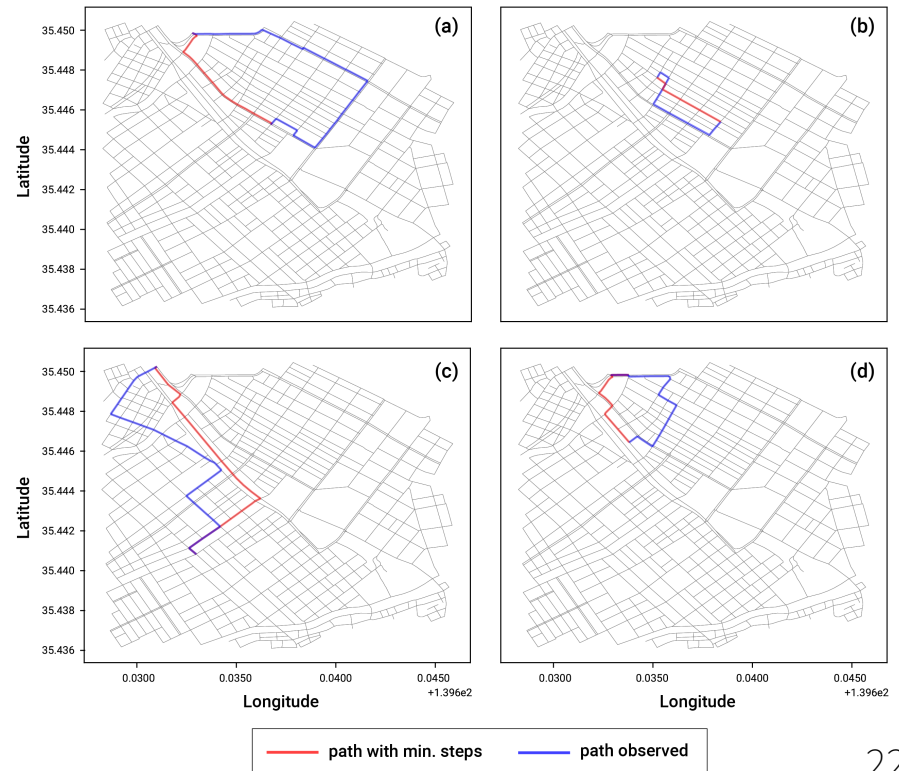 (a)
(b)
35.450
35.448
35.446
35.444
35.442
35.440
35.438
35.436
Latitude
(c)
(d)
35.450
35.448
35.446
35.444
35.442
35.440
35.438
35.436
Latitude
0.0300 0.0350 0.0400 0.0450
+1.396e2
Longitude
0.0300 0.0350 0.0400 0.0450
+1.396e2
Longitude
path with min. steps path observed
22